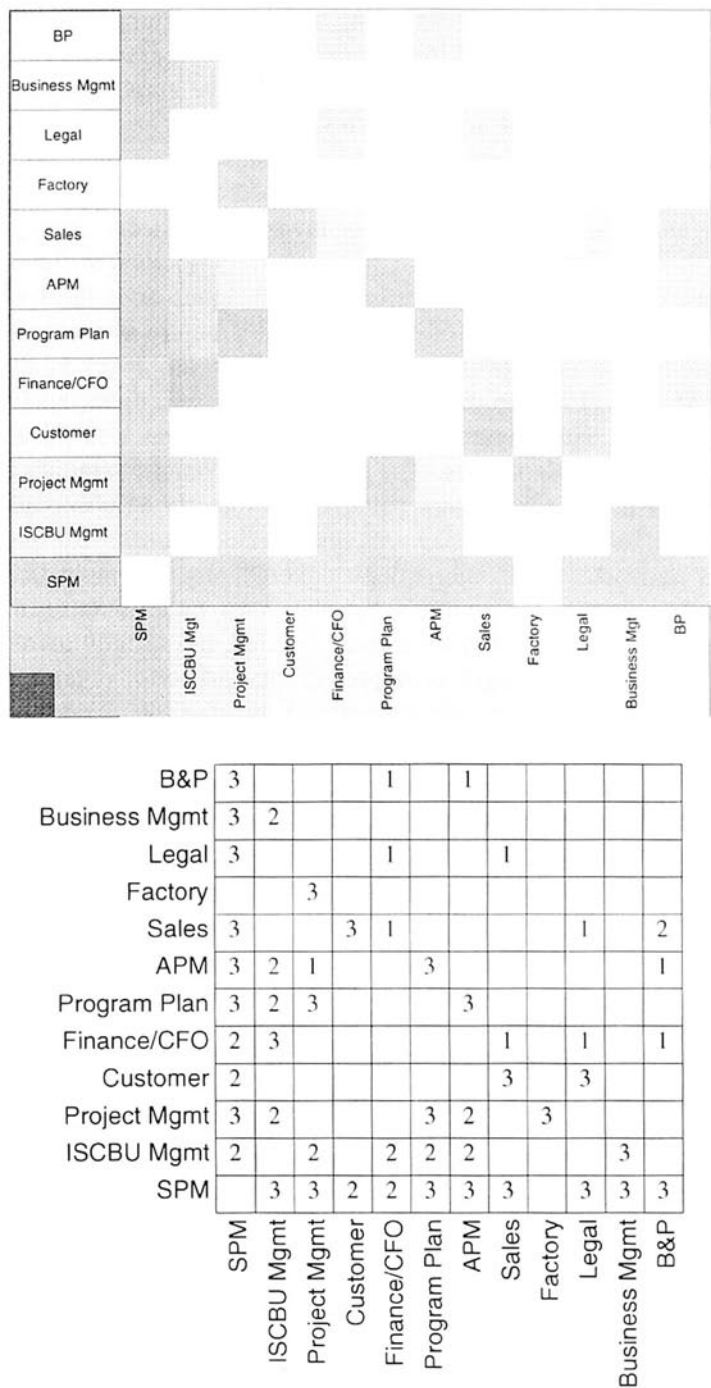 BP
Business Mgmt
Legal
Factory
Sales
APM
Program Plan
Finance/CFO
Customer
Project Mgmt
ISCBU Mgmt
SPM
SPM
ISCBU Mgt
Project Mgmt
Customer
Finance/CFO
Program Plan
APM
Sales
Factory
Legal
Business Mgt
BP
B&P 3 1 1
Business Mgmt 3 2
Legal 3 1 1
Factory 3
Sales 3 3 1 1 2
APM 3 2 1 3 1
Program Plan 3 2 3 3
Finance/CFO 2 3 1 1 1
Customer 2 3 3
Project Mgmt 3 2 3 2 3
ISCBU Mgmt 2 2 2 2 2 3
SPM 3 3 2 2 3 3 3 3 3 3
SPM
ISCBU Mgmt
Project Mgmt
Customer
Finance/CFO
Program Plan
APM
Sales
Factory
Legal
Business Mgmt
B&P